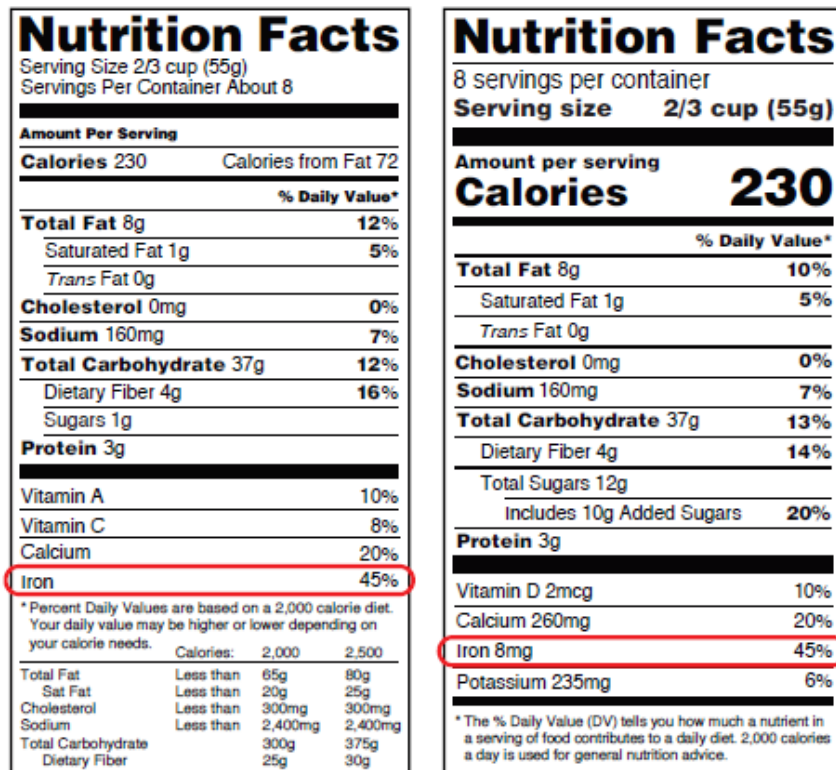 Nutrition Facts
Serving Size 2/3 cup (55g)
Servings Per Container About 8
Amount Per Serving
Calories 230 Calories from Fat 72
% Daily Value*
Total Fat 8g 12%
Saturated Fat 1g 5%
Trans Fat 0g
Cholesterol 0mg 0%
Sodium 160mg 7%
Total Carbohydrate 37g 12%
Dietary Fiber 4g 16%
Sugars 1g
Protein 3g
Vitamin A 10%
Vitamin C 8%
Calcium 20%
Iron 45%
* Percent Daily Values are based on a 2,000 calorie diet.
Your daily value may be higher or lower depending on
your calorie needs.
Calories: 2,000 2,500
Total Fat Less than 65g 80g
Sat Fat Less than 20g 25g
Cholesterol Less than 300mg 300mg
Sodium Less than 2,400mg 2,400mg
Total Carbohydrate 300g 375g
Dietary Fiber 25g 30g
Nutrition Facts
8 servings per container
Serving size 2/3 cup (55g)
Amount per serving
Calories 230
% Daily Value*
Total Fat 8g 10%
Saturated Fat 1g 5%
Trans Fat 0g
Cholesterol 0mg 0%
Sodium 160mg 7%
Total Carbohydrate 37g 13%
Dietary Fiber 4g 14%
Total Sugars 12g
Includes 10g Added Sugars 20%
Protein 3g
Vitamin D 2mcg 10%
Calcium 260mg 20%
Iron 8mg 45%
Potassium 235mg 6%
* The % Daily Value (DV) tells you how much a nutrient in
a serving of food contributes to a daily diet. 2,000 calories
a day is used for general nutrition advice.